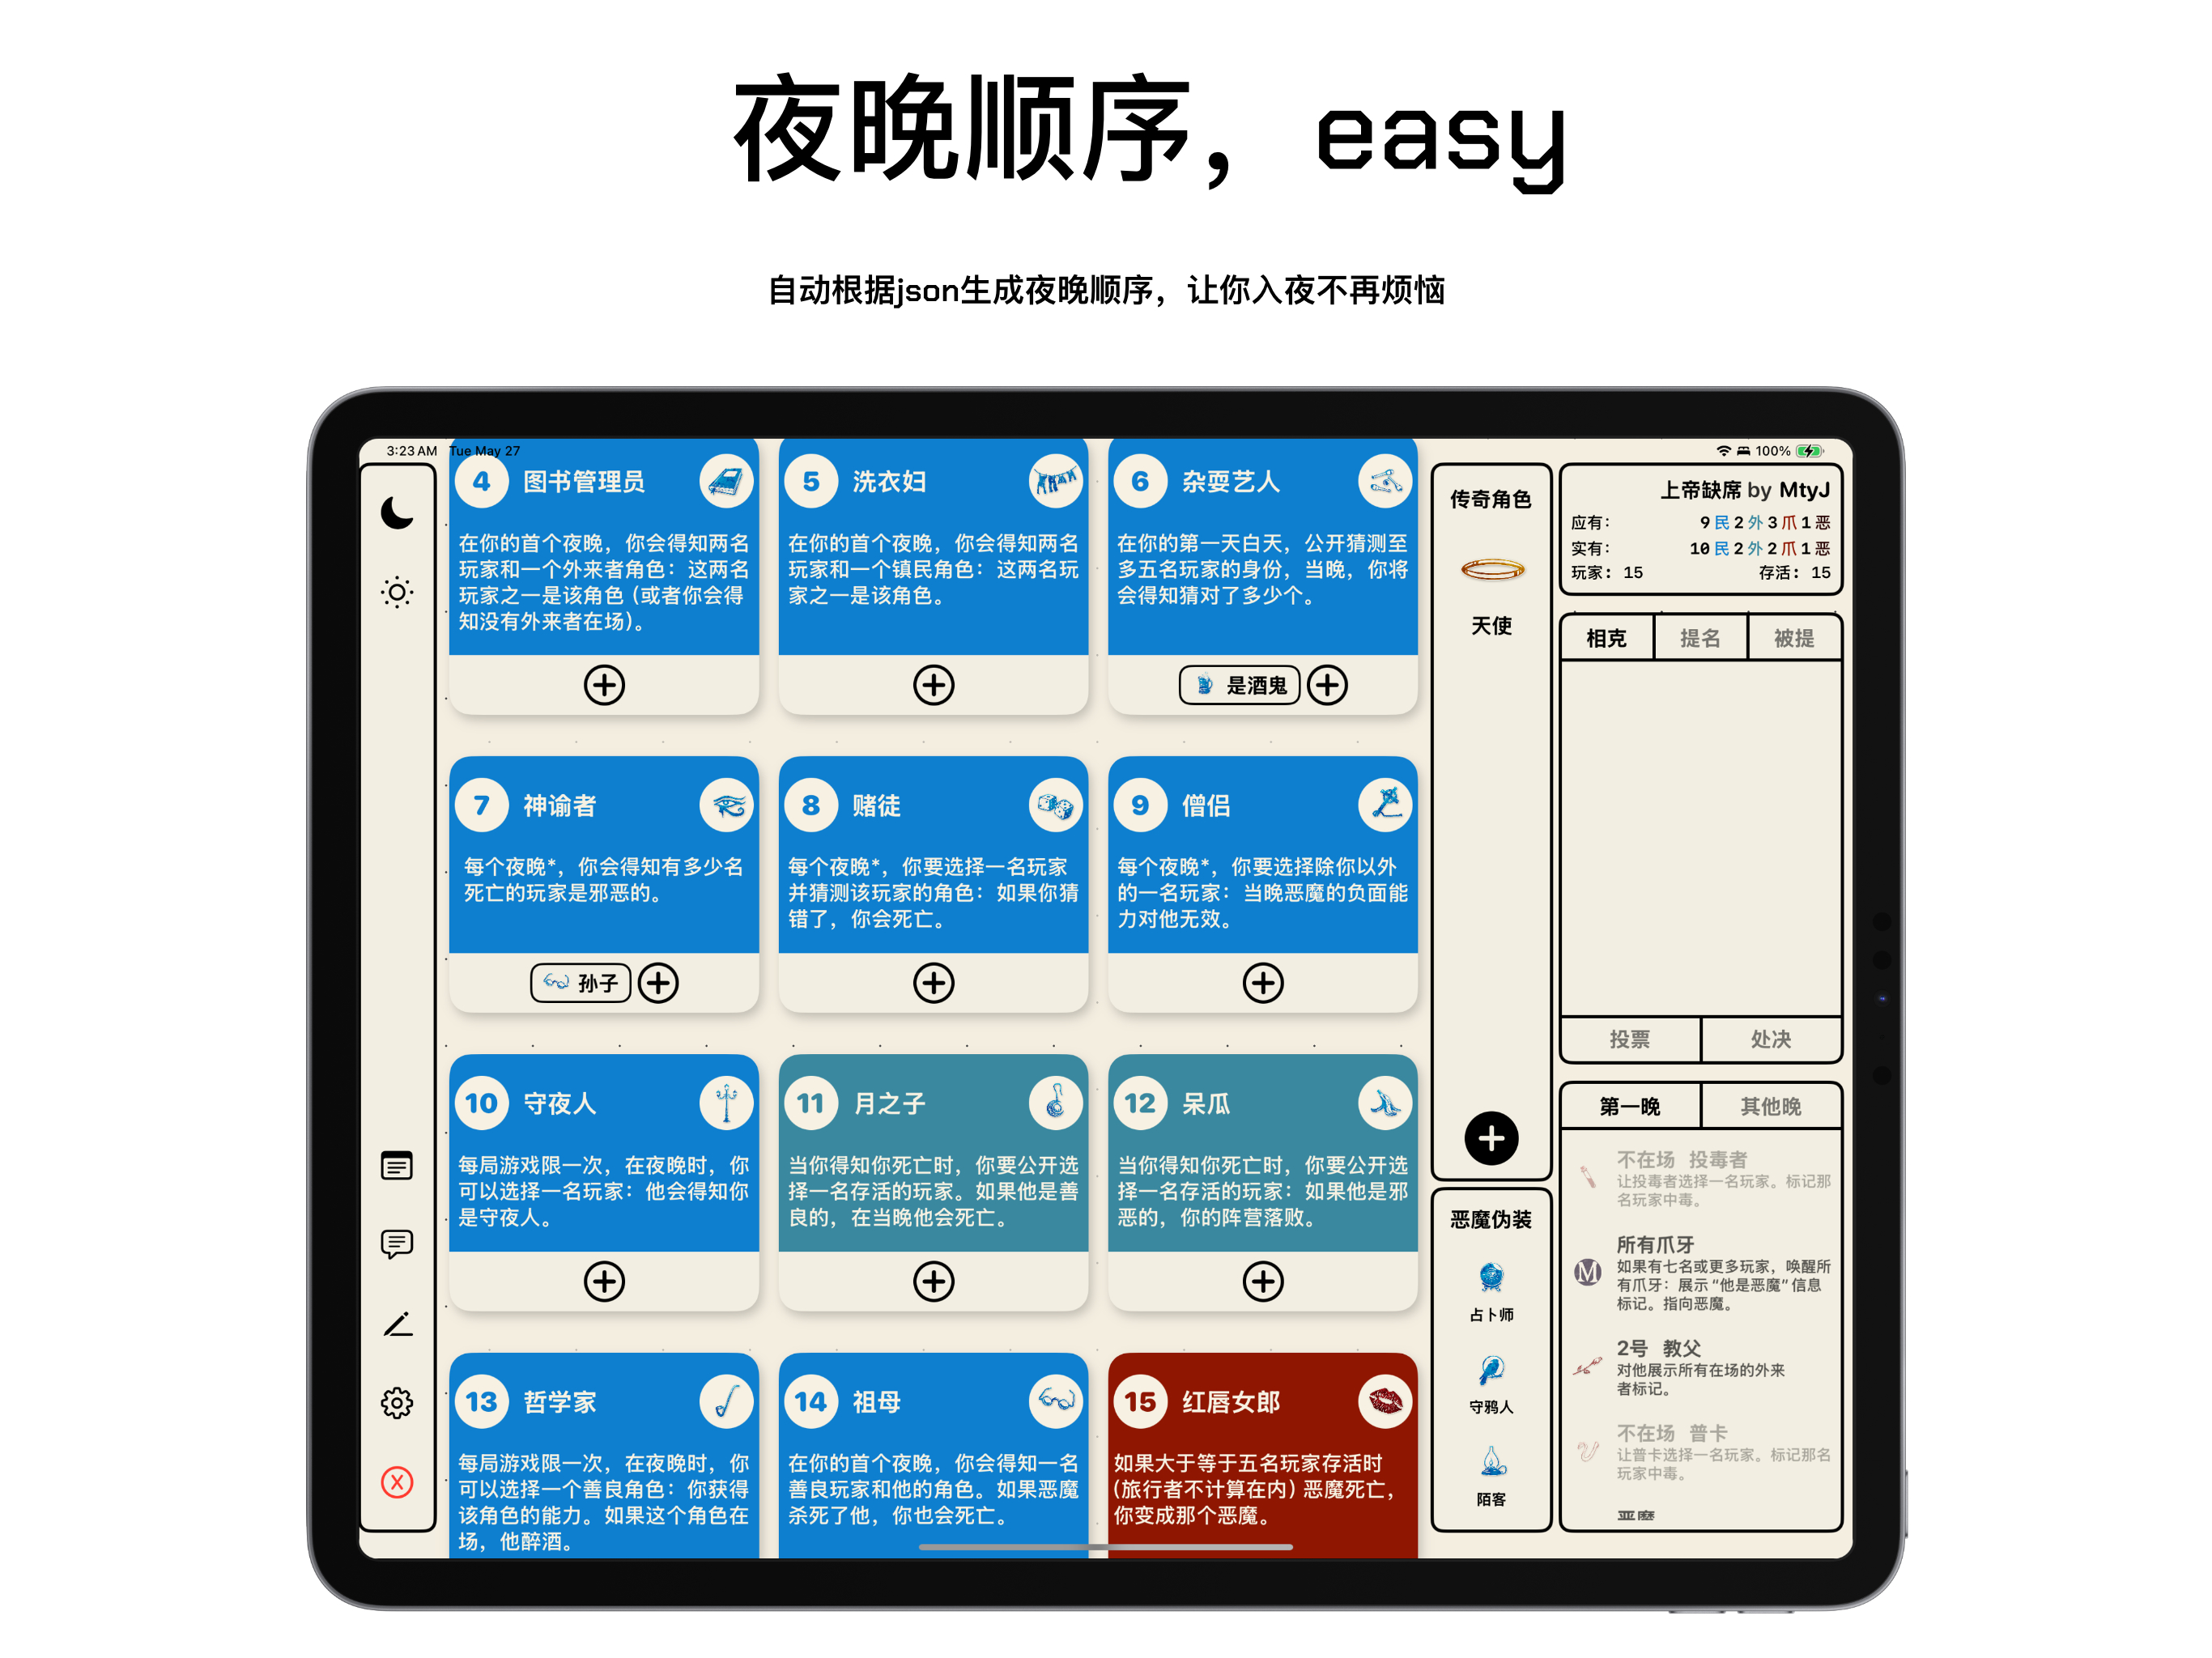 夜晚顺序，easy
自动根据json生成夜晚顺序，让你入夜不再烦恼
3:23 AM Tue May 27
100%
4 图书管理员
在你的首个夜晚，你会得知两名
玩家和一个外来者角色：这两名
玩家之一是该角色（或者你会得
知没有外来者在场）。
5 洗衣妇
在你的首个夜晚，你会得知两名
玩家和一个镇民角色：这两名玩
家之一是该角色。
6 杂耍艺人
在你的第一天白天，公开猜测至
多五名玩家的身份，当晚，你将
会得知猜对了多少个。
是酒鬼
7 神谕者
每个夜晚*，你会得知有多少名
死亡的玩家是邪恶的。
孙子
8 赌徒
每个夜晚*，你要选择一名玩家
并猜测该玩家的角色：如果你猜
错了，你会死亡。
9 僧侣
每个夜晚*，你要选择除你以外
的一名玩家：当晚恶魔的负面能
力对他无效。
10 守夜人
每局游戏限一次，在夜晚时，你
可以选择一名玩家：他会得知你
是守夜人。
11 月之子
当你得知你死亡时，你要公开选
择一名存活的玩家。如果他是善
良的，在当晚他会死亡。
12 呆瓜
当你得知你死亡时，你要公开选
择一名存活的玩家：如果他是邪
恶的，你的阵营落败。
13 哲学家
每局游戏限一次，在夜晚时，你
可以选择一个善良角色：你获得
该角色的能力。如果这个角色在
场，他醉酒。
14 祖母
在你的首个夜晚，你会得知一名
善良玩家和他的角色。如果恶魔
杀死了他，你也会死亡。
15 红唇女郎
如果大于等于五名玩家存活时
（旅行者不计算在内）恶魔死亡，
你变成那个恶魔。
传奇角色
天使
恶魔伪装
占卜师
守鸦人
陌客
上帝缺席 by MtyJ
应有： 9 民 2 外 3 爪 1 恶
实有： 10 民 2 外 2 爪 1 恶
玩家: 15 存活: 15
相克 提名 被提
投票 处决
第一晚 其他晚
不在场 投毒者
让投毒者选择一名玩家。标记那
名玩家中毒。
M
所有爪牙
如果有七名或更多玩家，唤醒所
有爪牙：展示“他是恶魔”信息
标记。指向恶魔。
2号 教父
对他展示所有在场的外来
者标记。
不在场 普卡
让普卡选择一名玩家。标记那名
玩家中毒。